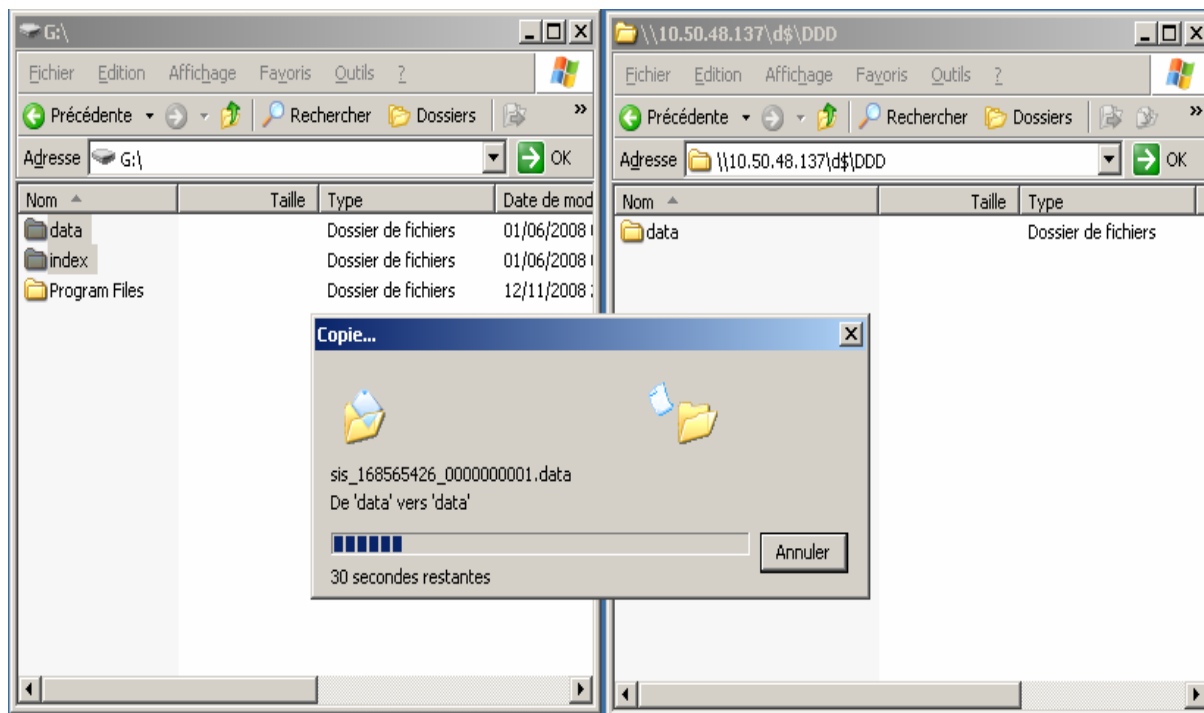 G:\
Fichier Edition Affichage Favoris Outils ?
Précédente Rechercher Dossiers »
Adresse G:\ OK
Nom Taille Type Date de mod
data Dossier de fichiers 01/06/2008
index Dossier de fichiers 01/06/2008
Program Files Dossier de fichiers 12/11/2008
\\10.50.48.137\d$\DDD
Fichier Edition Affichage Favoris Outils ?
Précédente Rechercher Dossiers »
Adresse \\10.50.48.137\d$\DDD OK
Nom Taille Type
data Dossier de fichiers
Copie...
sis_168565426_0000000001.data
De 'data' vers 'data'
Annuler
30 secondes restantes